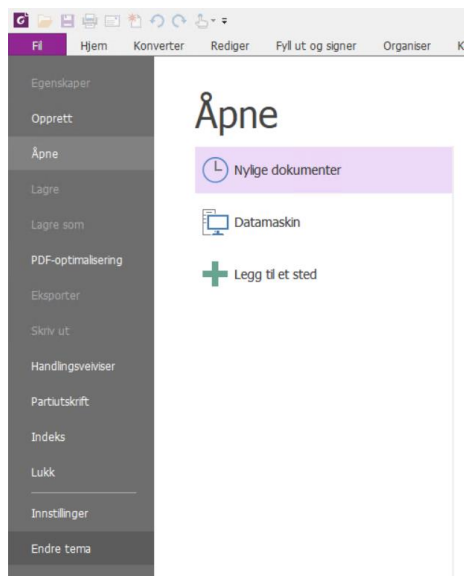 Fil Hjem Konverter Rediger Fyll ut og signer Organiser K
Egenskaper
Opprett
Åpne
Lagre
Lagre som
PDF-optimalisering
Eksporter
Skriv ut
Handlingsveiviser
Partiutskrift
Indeks
Lukk
Innstillinger
Endre tema
Åpne
Nylige dokumenter
Datamaskin
Legg til et sted